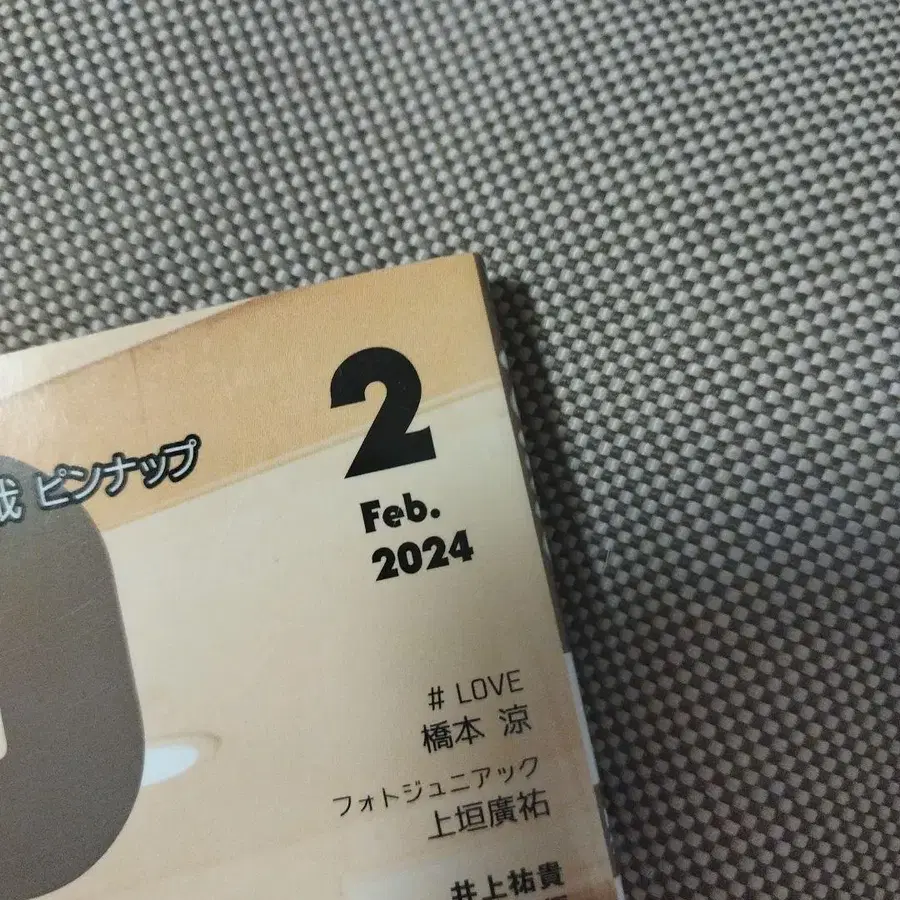 ピンナップ
2
Feb.
2024
# LOVE
橋本 涼
フォトジュニアック
上垣廣祐
井上祐貴